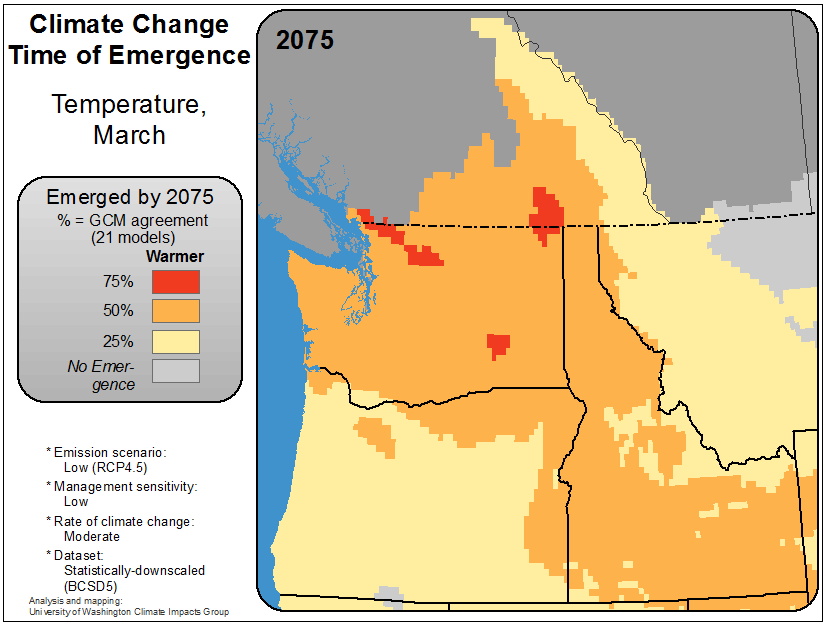 Climate Change
Time of Emergence
Temperature,
March
Emerged by 2075
% = GCM agreement
(21 models)
Warmer
75%
50%
25%
No Emer-
gence
* Emission scenario:
Low (RCP4.5)
* Management sensitivity:
Low
* Rate of climate change:
Moderate
* Dataset:
Statistically-downscaled
(BCSD5)
Analysis and mapping:
University of Washington Climate Impacts Group
2075